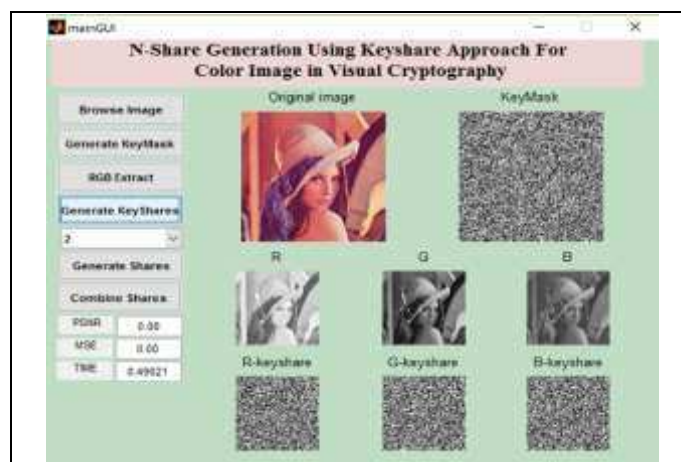 mainGUI
N-Share Generation Using Keyshare Approach For
Color Image in Visual Cryptography
Browse Image
Generate KeyMask
RGB Extract
Generate KeyShares
2
Generate Shares
Combine Shares
PSNR 0.00
MSE 0.00
TIME 0.49021
Original image KeyMask
R G B
R-keyshare G-keyshare B-keyshare